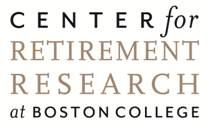 CENTER for
RETIREMENT
RESEARCH
at BOSTON COLLEGE